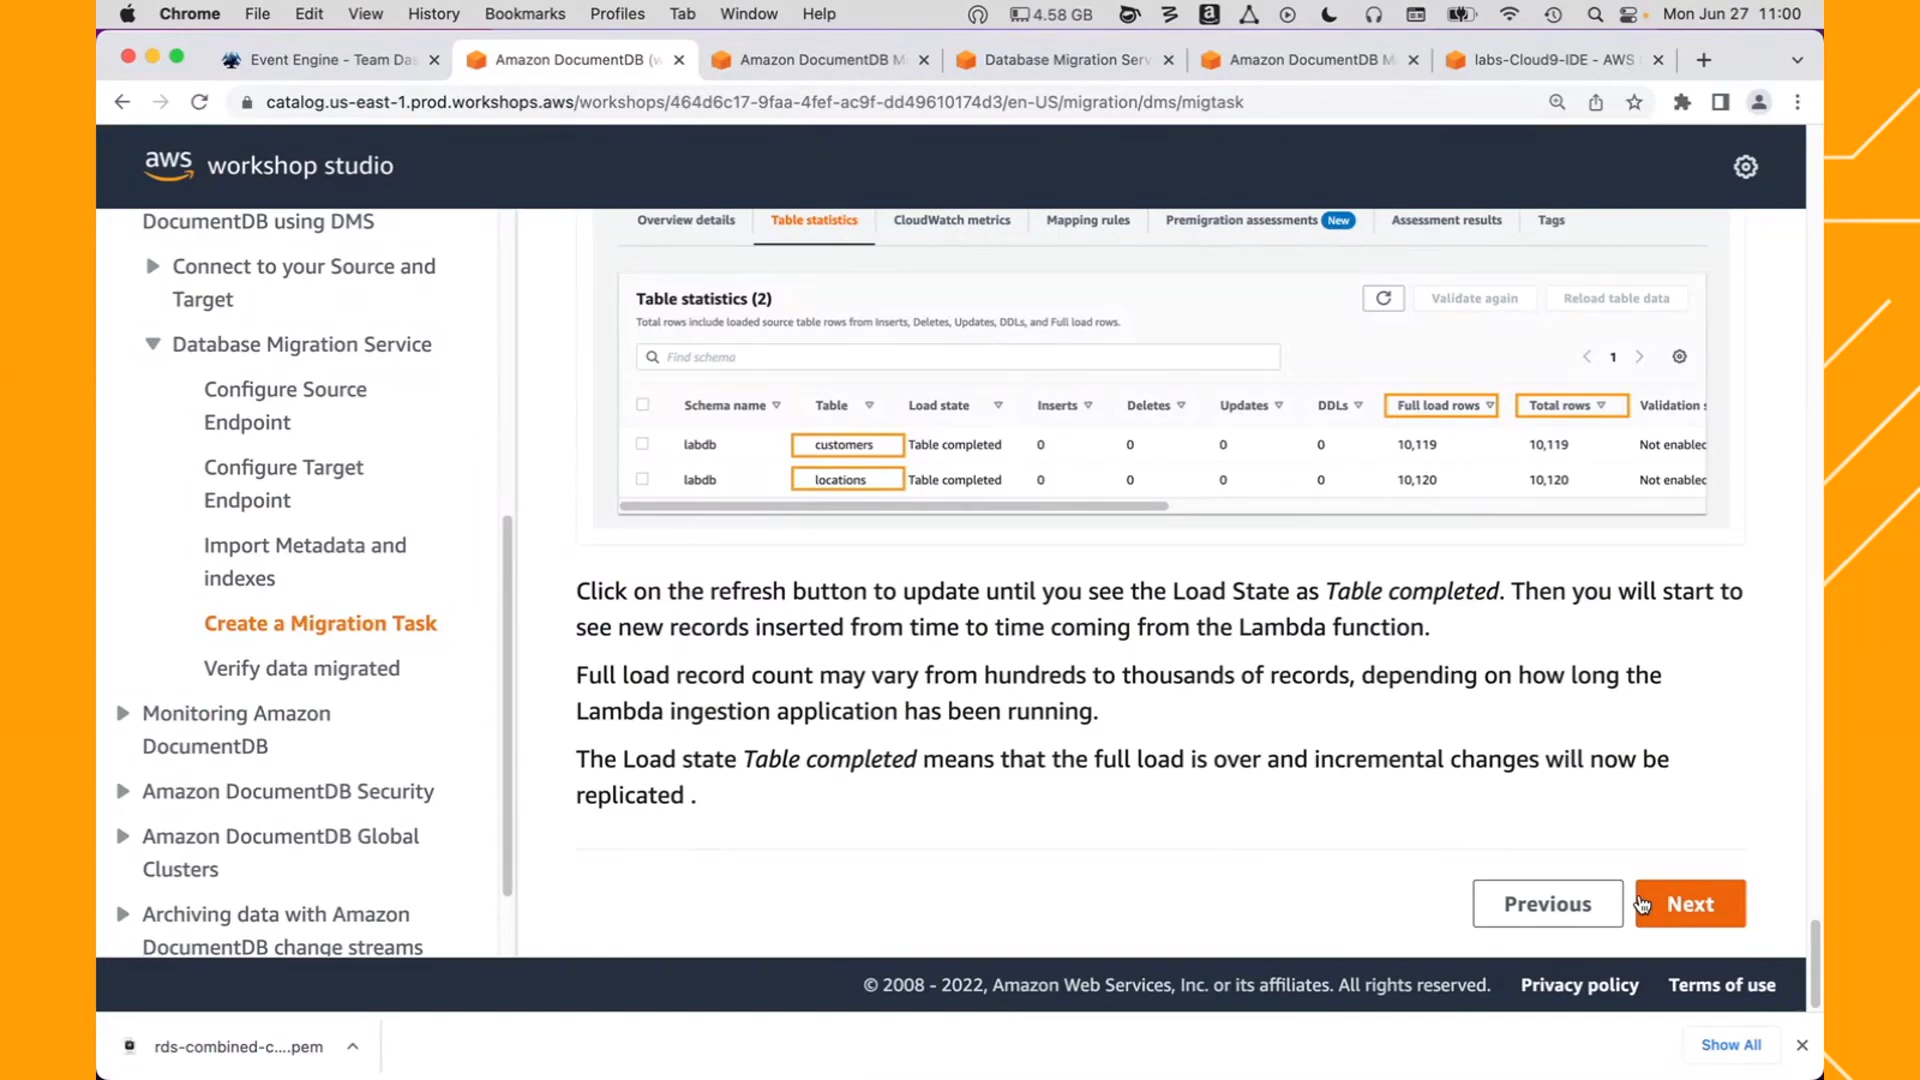 Chrome File Edit View History Bookmarks Profiles Tab Window Help 4.58 GB Mon Jun 27 11:00
Event Engine - Team Das Amazon DocumentDB (w Amazon DocumentDB M Database Migration Serv Amazon DocumentDB M labs-Cloud9-IDE - AWS
catalog.us-east-1.prod.workshops.aws/workshops/464d6c17-9faa-4fef-ac9f-dd49610174d3/en-US/migration/dms/migtask
aws workshop studio
DocumentDB using DMS
Connect to your Source and
Target
Database Migration Service
Configure Source
Endpoint
Configure Target
Endpoint
Import Metadata and
indexes
Create a Migration Task
Verify data migrated
Monitoring Amazon
DocumentDB
Amazon DocumentDB Security
Amazon DocumentDB Global
Clusters
Archiving data with Amazon
DocumentDB change streams
Overview details Table statistics CloudWatch metrics Mapping rules Premigration assessments New Assessment results Tags
Table statistics (2) Validate again Reload table data
Total rows include loaded source table rows from Inserts, Deletes, Updates, DDLs, and Full load rows.
Find schema 1
Schema name Table Load state Inserts Deletes Updates DDLs Full load rows Total rows Validation s
labdb customers Table completed 0 0 0 0 10,119 10,119 Not enabled
labdb locations Table completed 0 0 0 0 10,120 10,120 Not enabled
Click on the refresh button to update until you see the Load State as Table completed. Then you will start to
see new records inserted from time to time coming from the Lambda function.
Full load record count may vary from hundreds to thousands of records, depending on how long the
Lambda ingestion application has been running.
The Load state Table completed means that the full load is over and incremental changes will now be
replicated .
Previous Next
© 2008 - 2022, Amazon Web Services, Inc. or its affiliates. All rights reserved. Privacy policy Terms of use
rds-combined-c....pem Show All